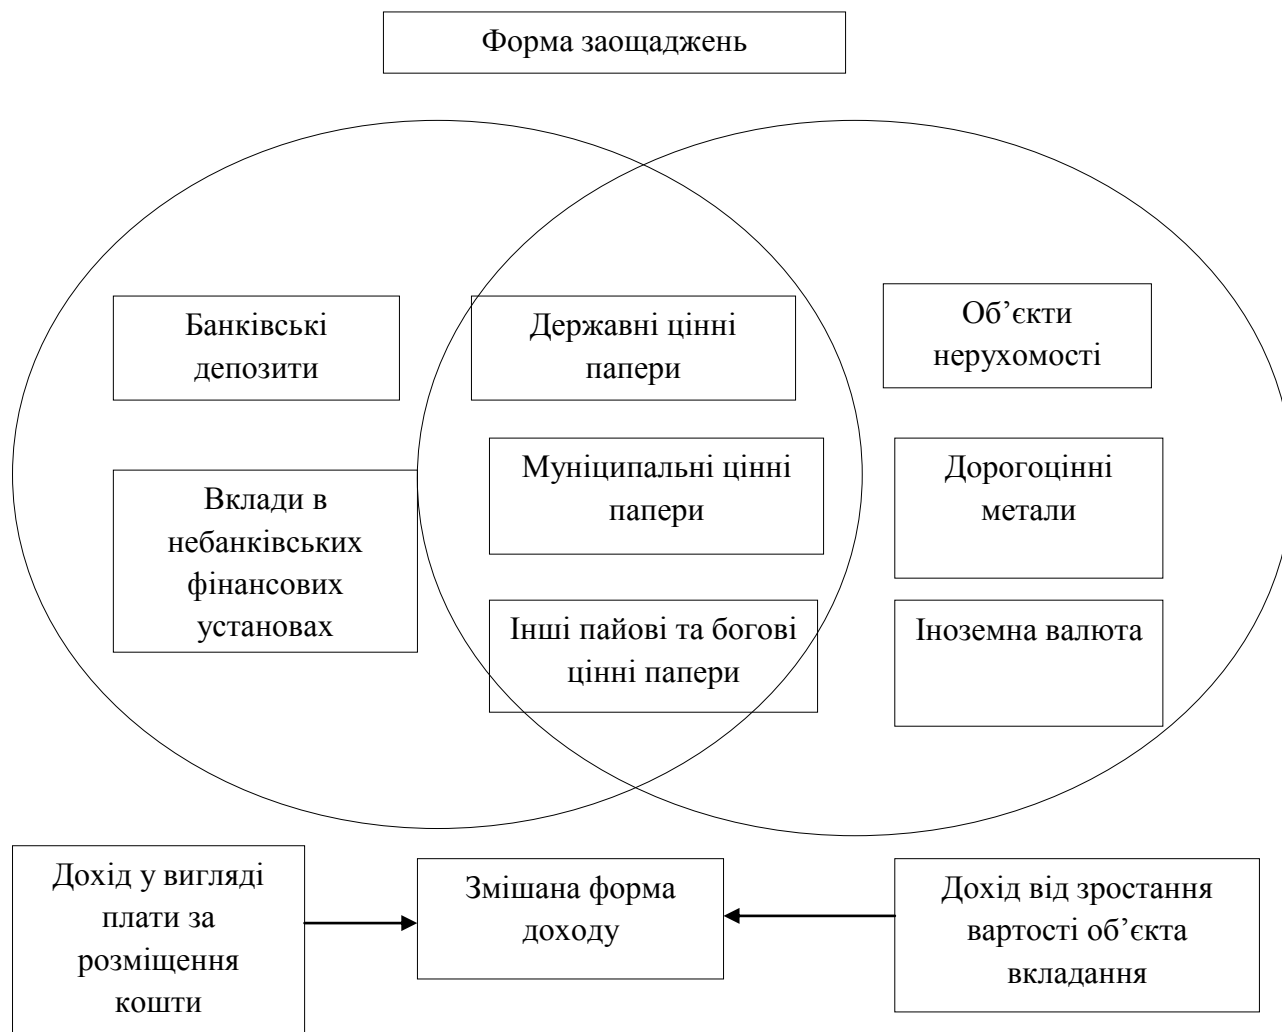 Форма заощаджень
Банківські
депозити
Державні цінні
папери
Об’єкти
нерухомості
Вклади в
небанківських
фінансових
установах
Муніципальні цінні
папери
Дорогоцінні
метали
Інші пайові та богові
цінні папери
Іноземна валюта
Дохід у вигляді
плати за
розміщення
кошти
Змішана форма
доходу
Дохід від зростання
вартості об’єкта
вкладання